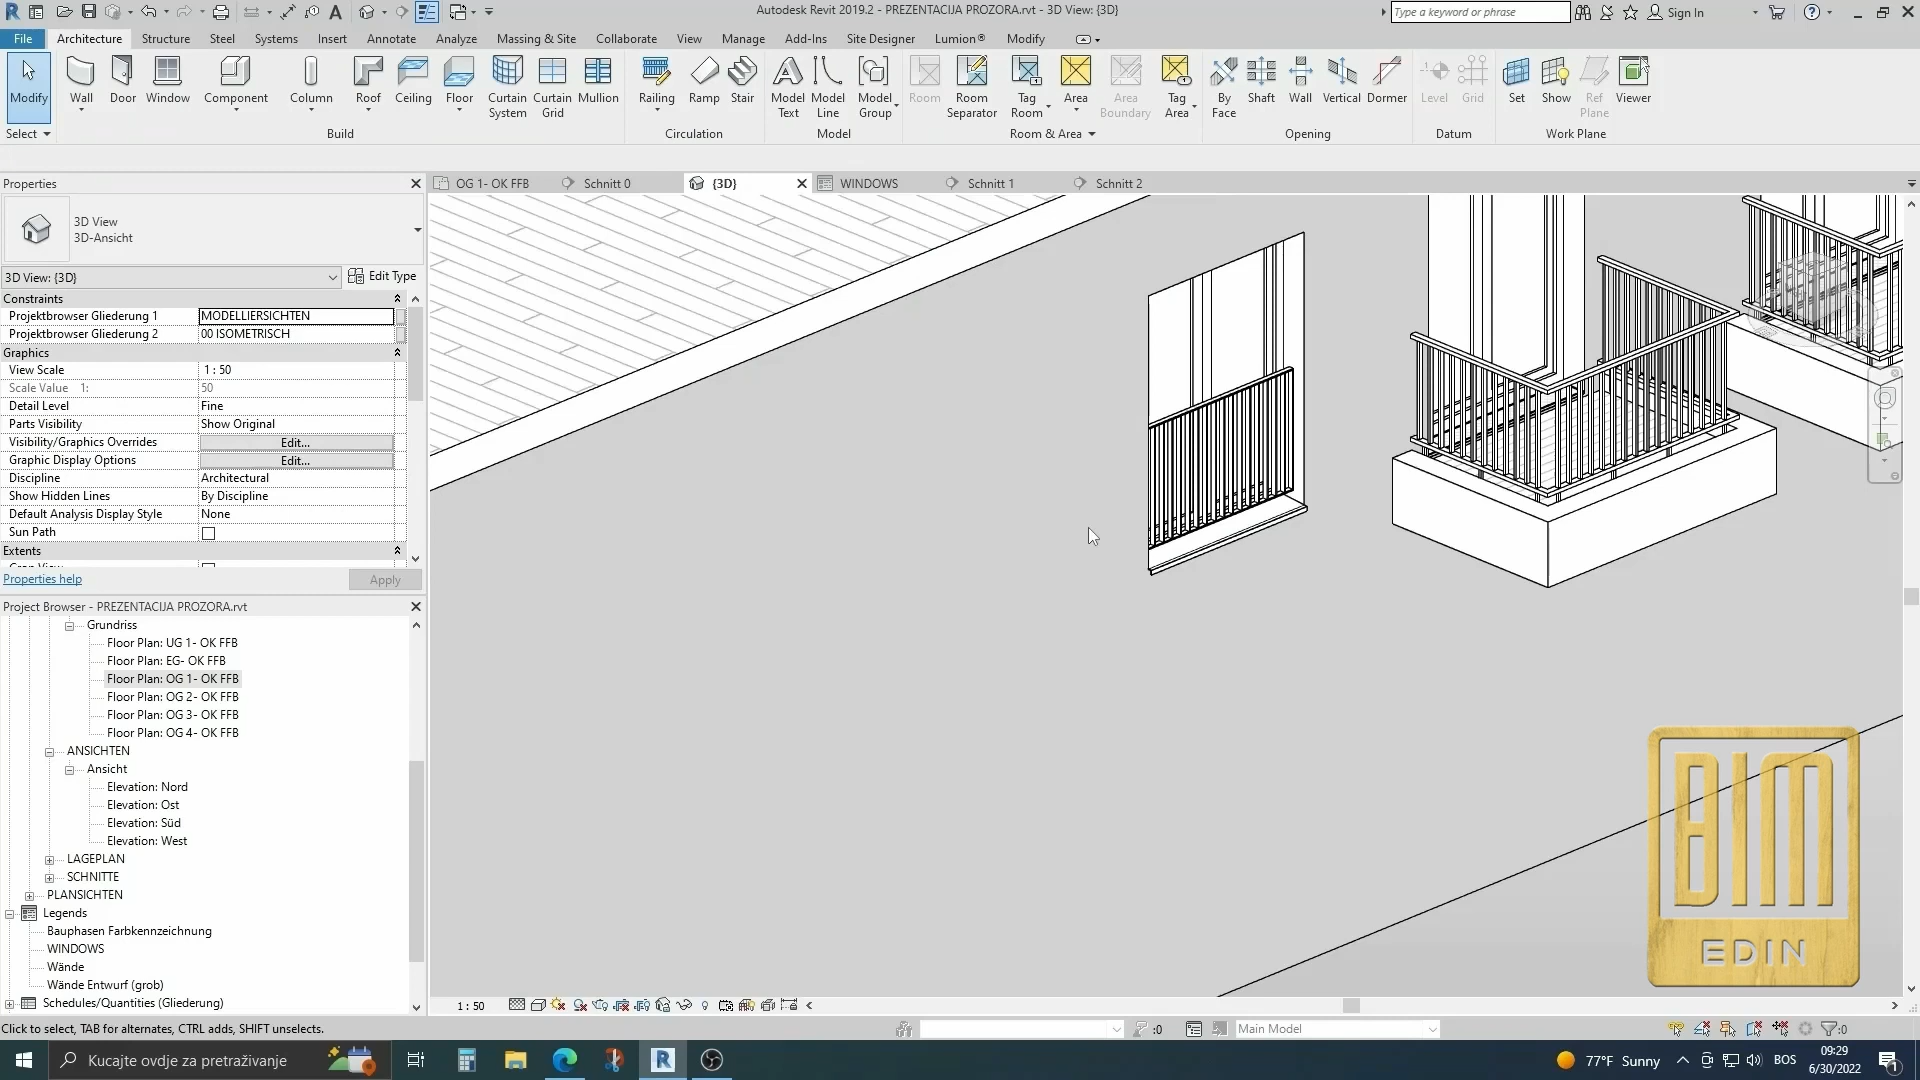 Autodesk Revit 2019.2 - PREZENTACIJA PROZORA.rvt - 3D View: {3D}
Type a keyword or phrase
Sign In
File Architecture Structure Steel Systems Insert Annotate Analyze Massing & Site Collaborate View Manage Add-Ins Site Designer Lumion® Modify
Modify Wall Door Window Component Column Roof Ceiling Floor Curtain System Curtain Grid Mullion Railing Ramp Stair Model Text Model Line Model Group Room Room Separator Tag Room Area Area Boundary Tag Area By Face Shaft Wall Vertical Dormer Level Grid Set Show Ref Plane Viewer
Select Build Circulation Model Room & Area Opening Datum Work Plane
Properties
OG 1- OK FFB Schnitt 0 {3D} WINDOWS Schnitt 1 Schnitt 2
3D View
3D-Ansicht
3D View: {3D} Edit Type
Constraints
Projektbrowser Gliederung 1 MODELLIERSICHTEN
Projektbrowser Gliederung 2 00 ISOMETRISCH
Graphics
View Scale 1 : 50
Scale Value 1: 50
Detail Level Fine
Parts Visibility Show Original
Visibility/Graphics Overrides Edit...
Graphic Display Options Edit...
Discipline Architectural
Show Hidden Lines By Discipline
Default Analysis Display Style None
Sun Path
Extents
Crop View
Properties help Apply
Project Browser - PREZENTACIJA PROZORA.rvt
Grundriss
Floor Plan: UG 1- OK FFB
Floor Plan: EG- OK FFB
Floor Plan: OG 1- OK FFB
Floor Plan: OG 2- OK FFB
Floor Plan: OG 3- OK FFB
Floor Plan: OG 4- OK FFB
ANSICHTEN
Ansicht
Elevation: Nord
Elevation: Ost
Elevation: Süd
Elevation: West
LAGEPLAN
SCHNITTE
PLANSICHTEN
Legends
Bauphasen Farbkennzeichnung
WINDOWS
Wände
Wände Entwurf (grob)
Schedules/Quantities (Gliederung)
BIM
EDIN
1 : 50
Click to select, TAB for alternates, CTRL adds, SHIFT unselects.
:0
Main Model
:0
Kucajte ovdje za pretraživanje
77°F Sunny
BOS
09:29
6/30/2022
1